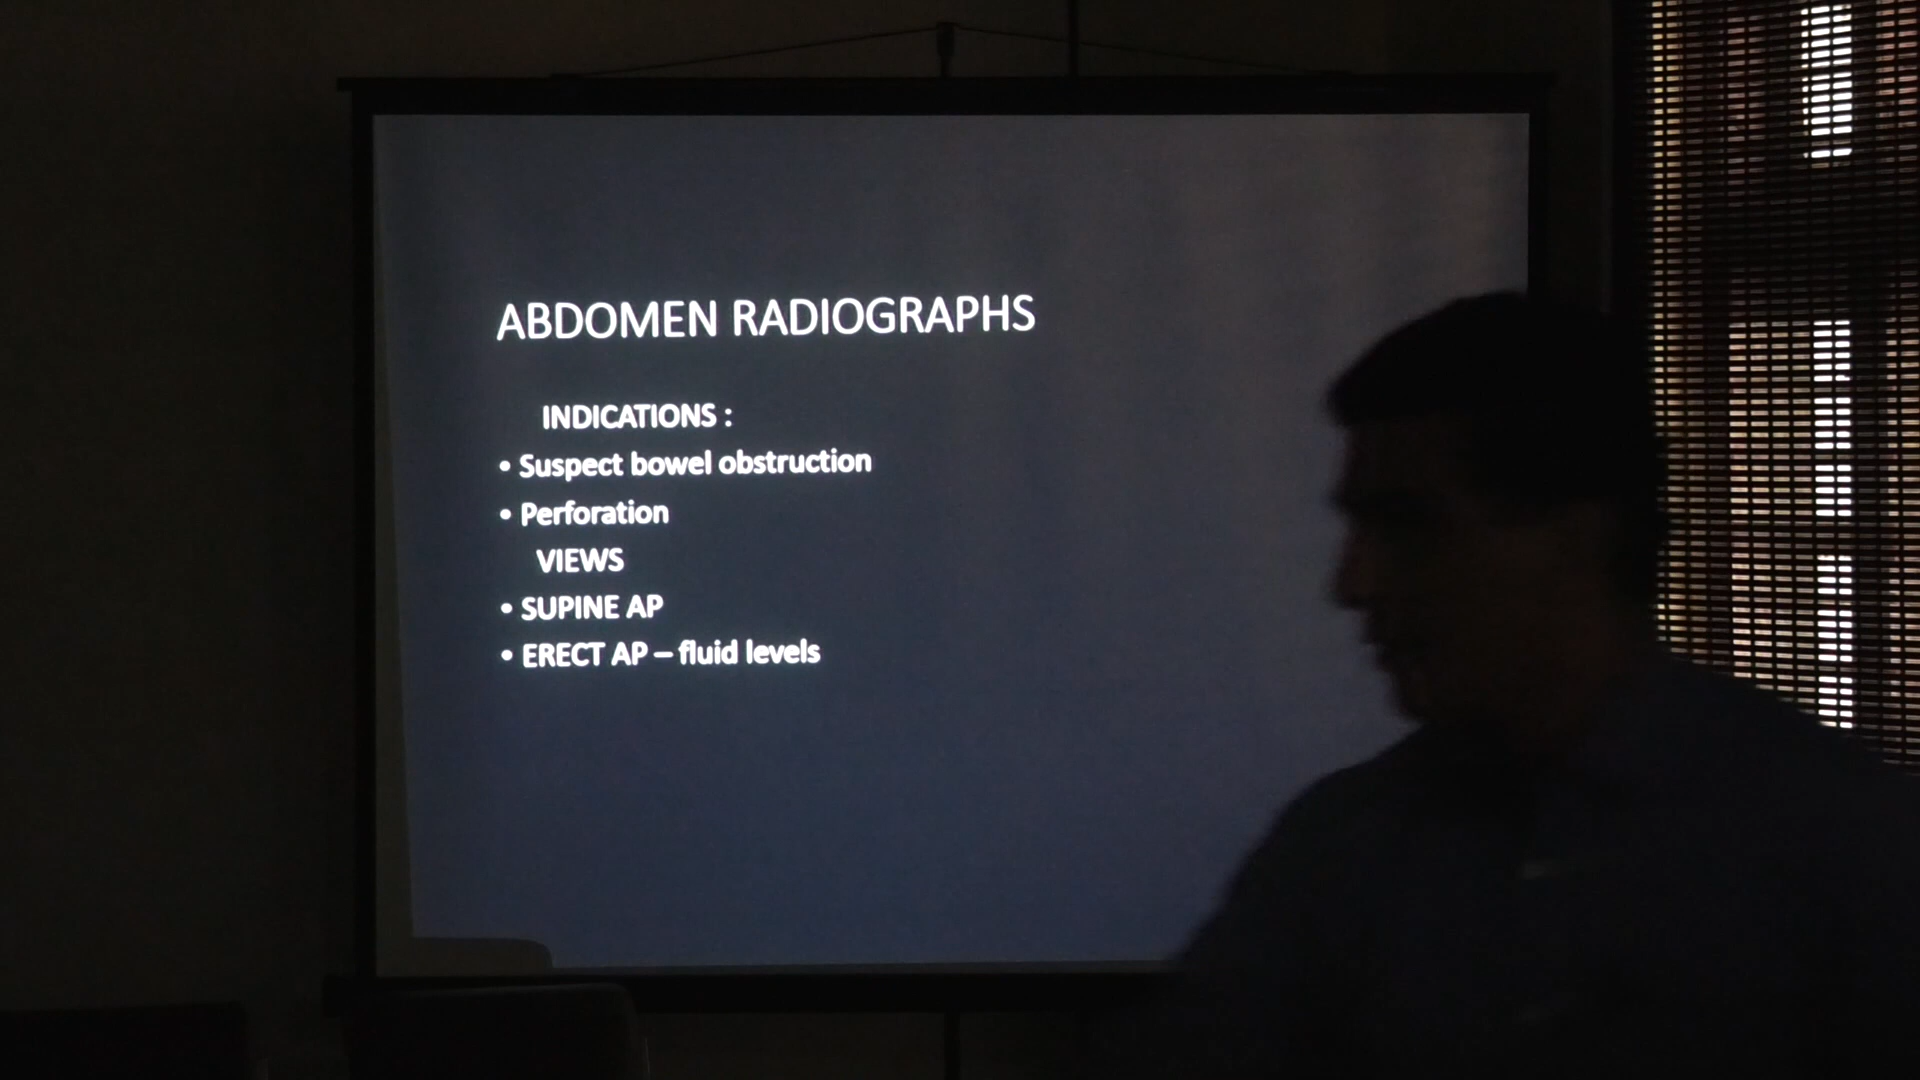 ABDOMEN RADIOGRAPHS
INDICATIONS :
• Suspect bowel obstruction
• Perforation
VIEWS
• SUPINE AP
• ERECT AP – fluid levels